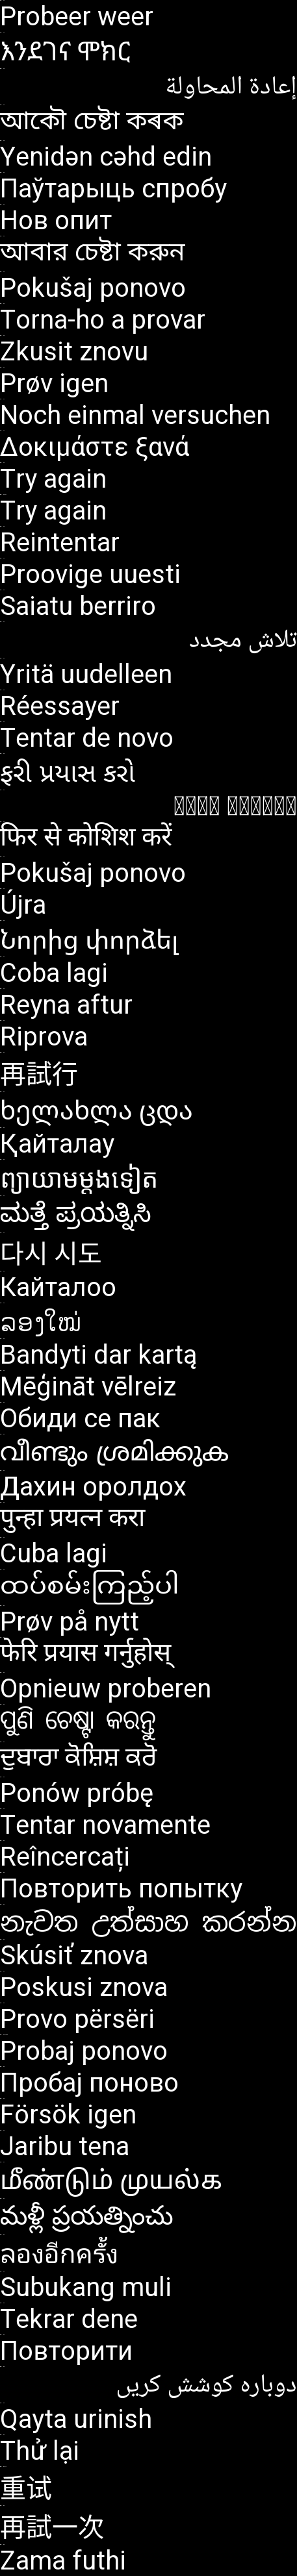 Probeer weer
እንደገና ሞክር
إعادة المحاولة
আকৌ চেষ্টা কৰক
Yenidən cəhd edin
Паўтарыць спробу
Нов опит
আবার চেষ্টা করুন
Pokušaj ponovo
Torna-ho a provar
Zkusit znovu
Prøv igen
Noch einmal versuchen
Δοκιμάστε ξανά
Try again
Try again
Reintentar
Proovige uuesti
Saiatu berriro
تلاش مجدد
Yritä uudelleen
Réessayer
Tentar de novo
ફરી પ્રયાસ કરો
फिर से कोशिश करें
Pokušaj ponovo
Újra
Նորից փորձել
Coba lagi
Reyna aftur
Riprova
再試行
ხელახლა ცდა
Қайталау
ព្យាយាមម្តងទៀត
ಮತ್ತೆ ಪ್ರಯತ್ನಿಸಿ
다시 시도
Кайталоо
ລອງໃໝ່
Bandyti dar kartą
Mēģināt vēlreiz
Обиди се пак
വീണ്ടും ശ്രമിക്കുക
Дахин оролдох
पुन्हा प्रयत्न करा
Cuba lagi
ထပ်စမ်းကြည့်ပါ
Prøv på nytt
फेरि प्रयास गर्नुहोस्
Opnieuw proberen
ପୁଣି ଚେଷ୍ଟା କରନ୍ତୁ
ਦੁਬਾਰਾ ਕੋਸ਼ਿਸ਼ ਕਰੋ
Ponów próbę
Tentar novamente
Reîncercați
Повторить попытку
නැවත උත්සාහ කරන්න
Skúsiť znova
Poskusi znova
Provo përsëri
Probaj ponovo
Пробај поново
Försök igen
Jaribu tena
மீண்டும் முயல்க
మళ్లీ ప్రయత్నించు
ลองอีกครั้ง
Subukang muli
Tekrar dene
Повторити
دوبارہ کوشش کریں
Qayta urinish
Thử lại
重试
再試一次
Zama futhi